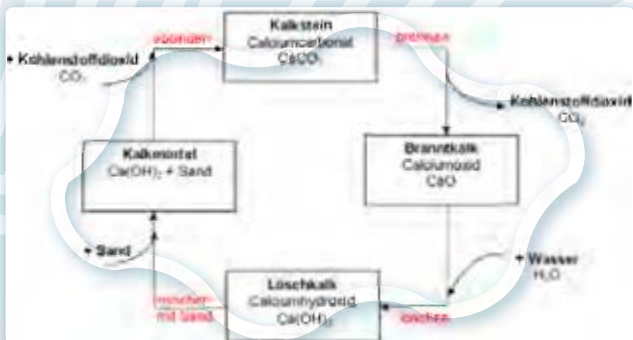 Kalkstein
Calciumcarbonat
CaCO₃
abbinden
brennen
+ Kohlenstoffdioxid
CO₂
Kohlenstoffdioxid
CO₂
Kalkmörtel
Ca(OH)₂ + Sand
Branntkalk
Calciumoxid
CaO
+ Sand
+ Wasser
H₂O
Löschkalk
Calciumhydroxid
Ca(OH)₂
mischen
mit Sand
löschen